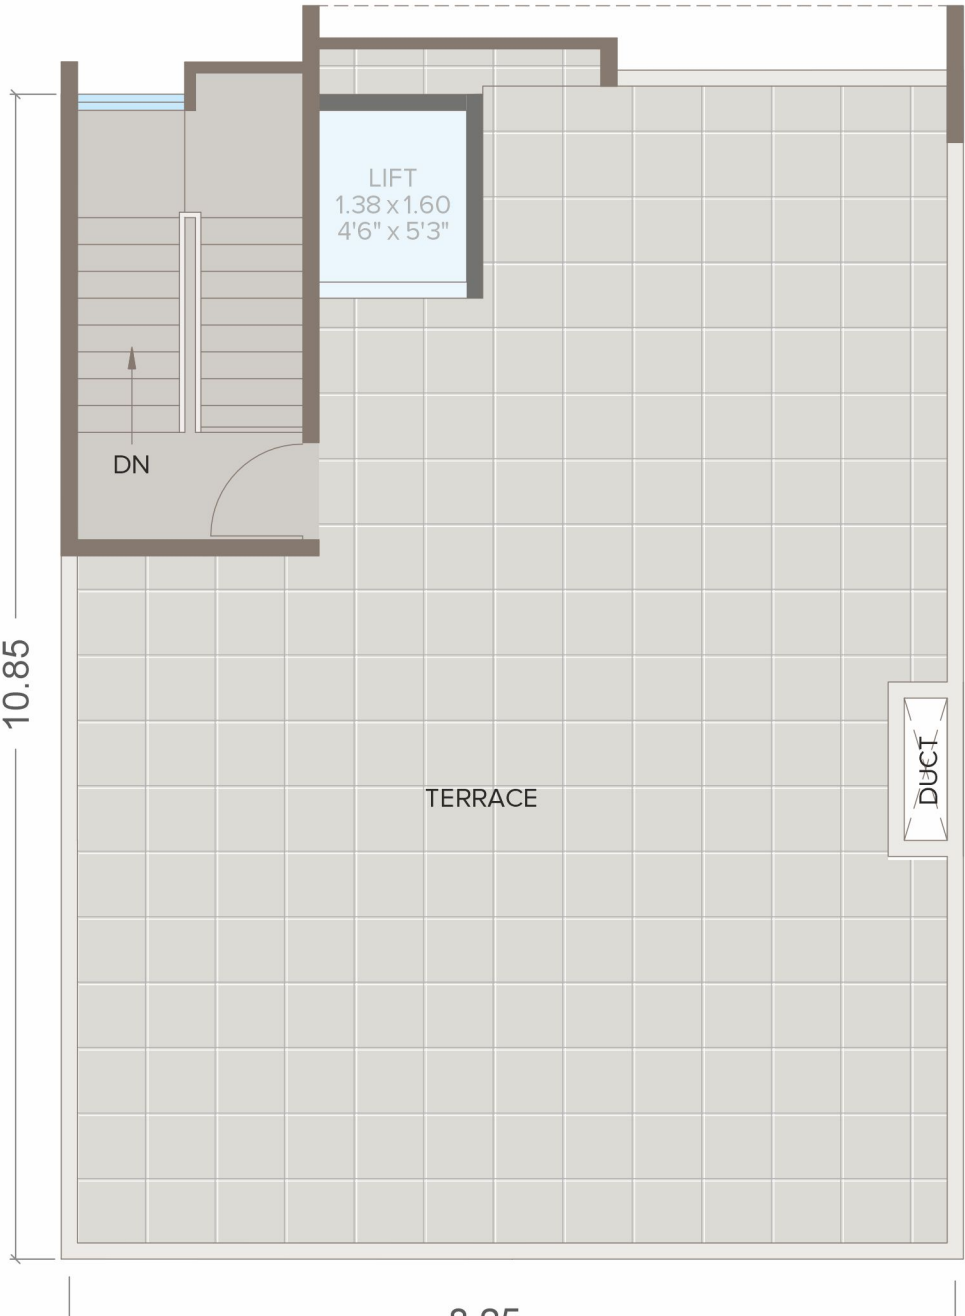 LIFT
1.38 x 1.60
4'6" x 5'3"
DN
10.85
TERRACE
DUCT